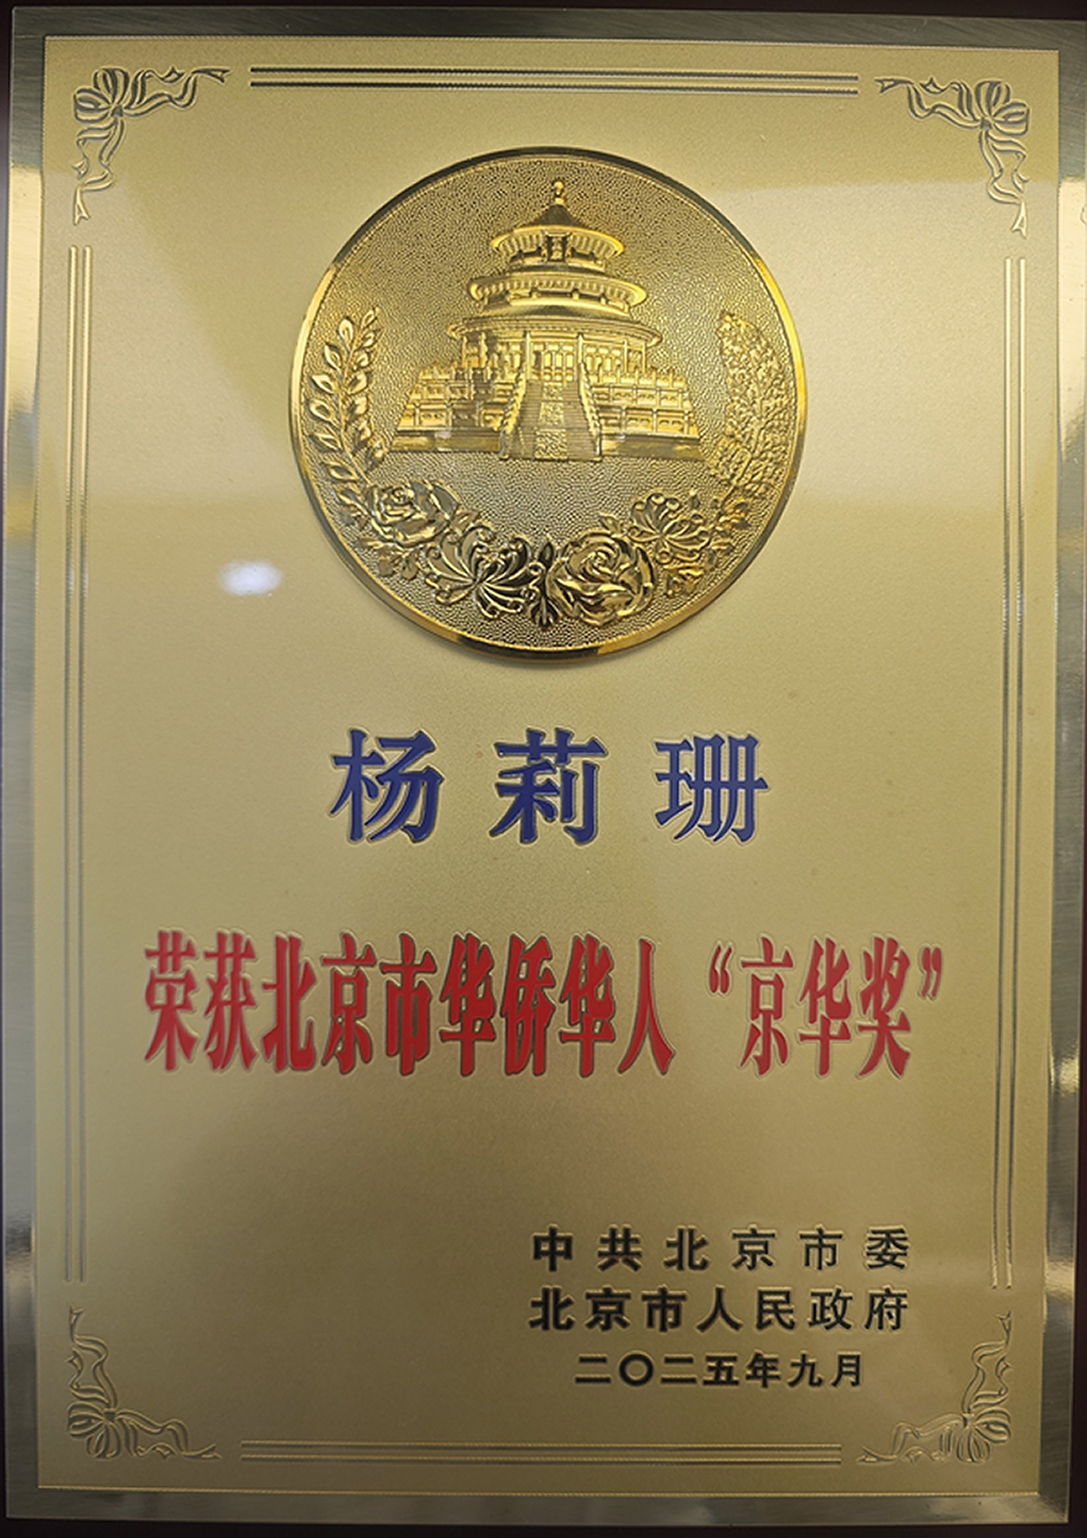 杨莉珊
荣获北京市华侨华人“京华奖”
中共北京市委
北京市人民政府
二〇二五年九月